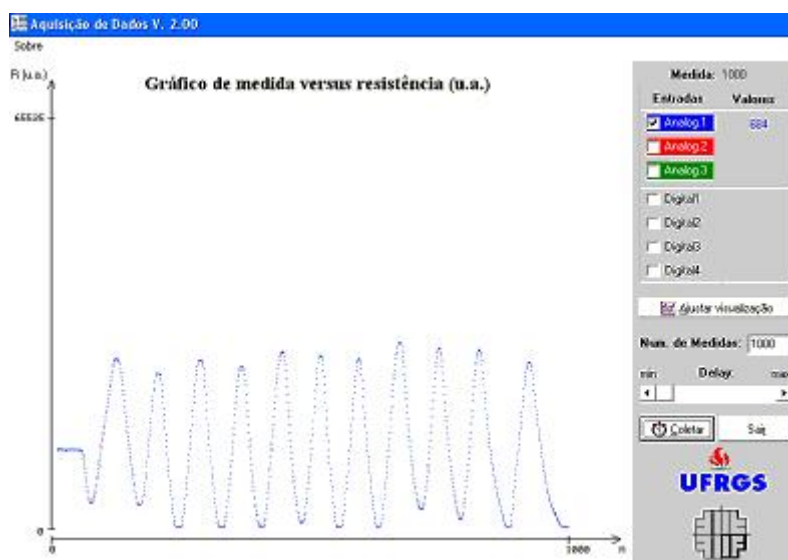 Aquisição de Dados V. 2.00
Sobre
R (u.a.)
Gráfico de medida versus resistência (u.a.)
65535
0
0
1000
n
Medida: 1000
Entradas Valores
Analog.1 684
Analog.2
Analog.3
Digital1
Digital2
Digital3
Digital4
Ajustar visualização
Num. de Medidas: 1000
min Delay: max
Coletar Sair
UFRGS